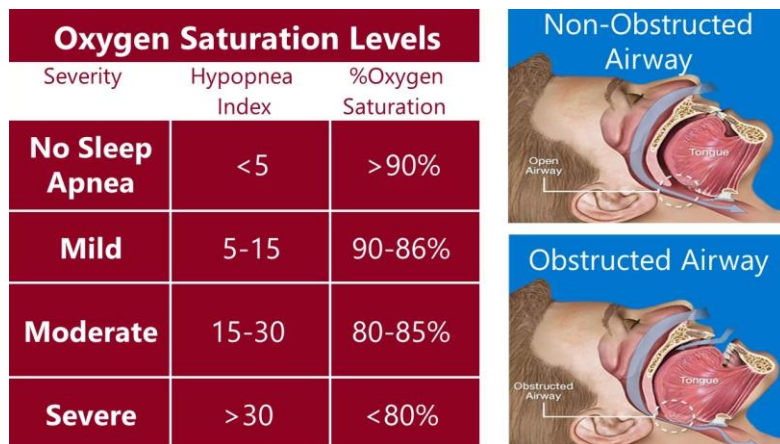 Oxygen Saturation Levels
Severity
Hypopnea
Index
%Oxygen
Saturation
No Sleep
Apnea
<5
>90%
Mild
5-15
90-86%
Moderate
15-30
80-85%
Severe
>30
<80%
Non-Obstructed
Airway
Tongue
Open
Airway
Obstructed Airway
Tongue
Obstructed
Airway